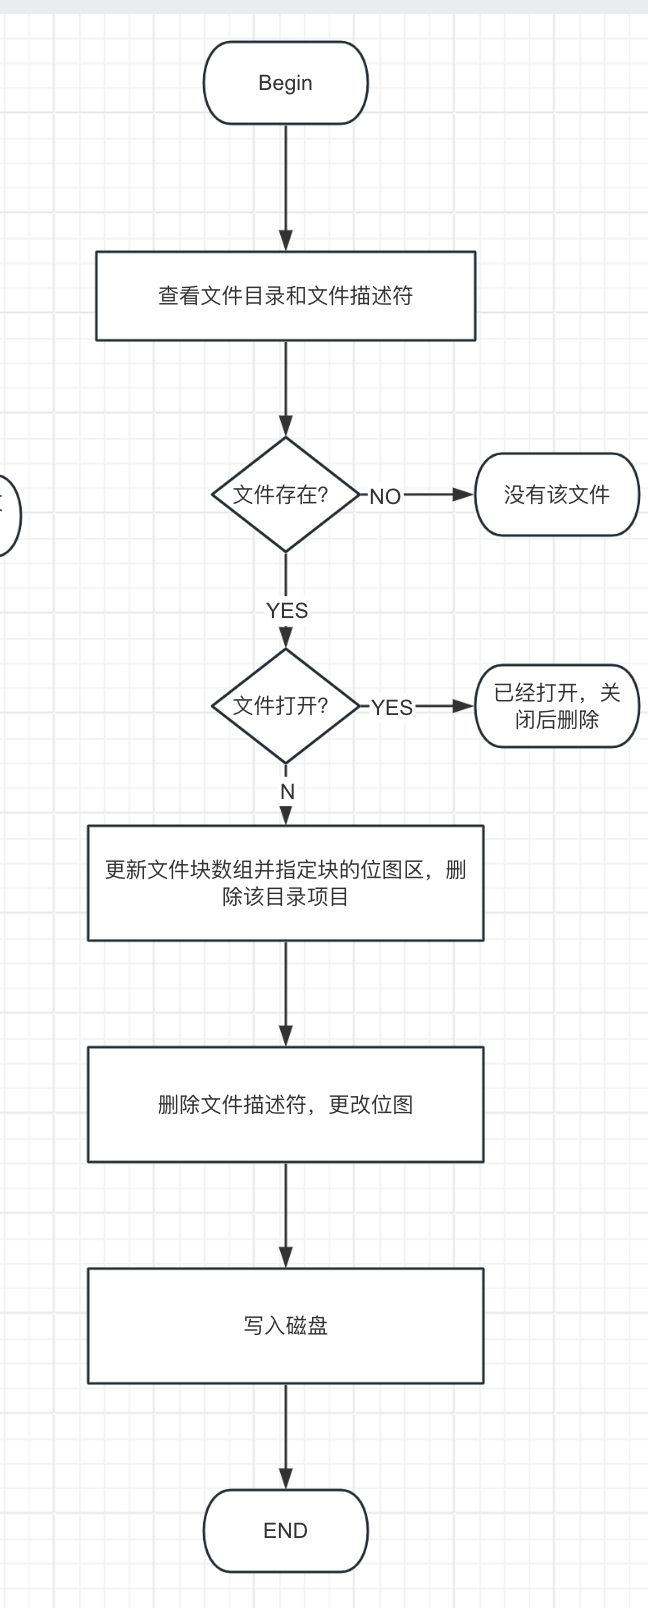 Begin
查看文件目录和文件描述符
文件存在?
NO
没有该文件
YES
文件打开?
YES
已经打开，关
闭后删除
N
更新文件块数组并指定块的位图区，删
除该目录项目
删除文件描述符，更改位图
写入磁盘
END